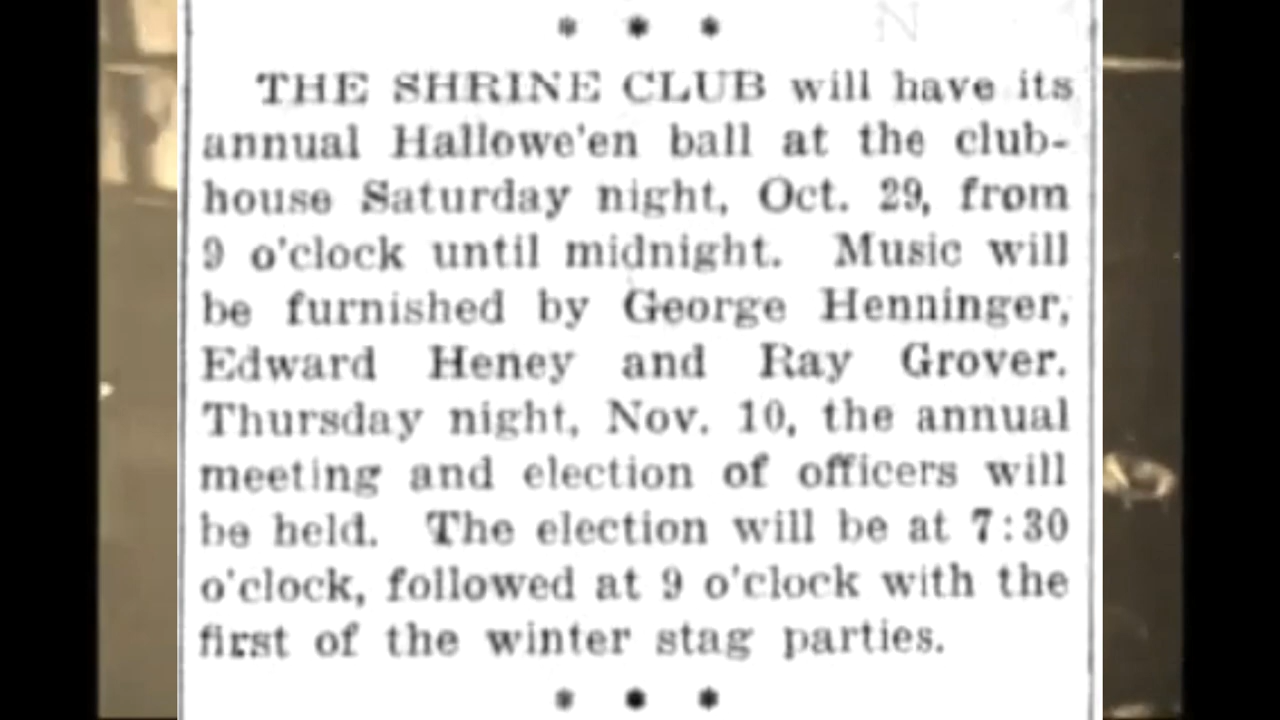 * * *
THE SHRINE CLUB will have its
annual Hallowe'en ball at the club-
house Saturday night, Oct. 29, from
9 o'clock until midnight. Music will
be furnished by George Henninger,
Edward Heney and Ray Grover.
Thursday night, Nov. 10, the annual
meeting and election of officers will
be held. The election will be at 7:30
o'clock, followed at 9 o'clock with the
first of the winter stag parties.
* * *